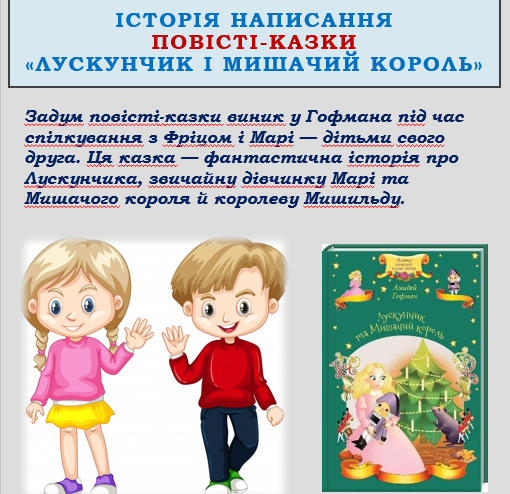 ІСТОРІЯ НАПИСАННЯ
ПОВІСТІ-КАЗКИ
«ЛУСКУНЧИК І МИШАЧИЙ КОРОЛЬ»
Задум повісті-казки виник у Гофмана під час
спілкування з Фріцом і Марі — дітьми свого
друга. Ця казка — фантастична історія про
Лускунчика, звичайну дівчинку Марі та
Мишачого короля й королеву Мишильду.
Амадей
Гофман
Лускунчик
та Мишачий король